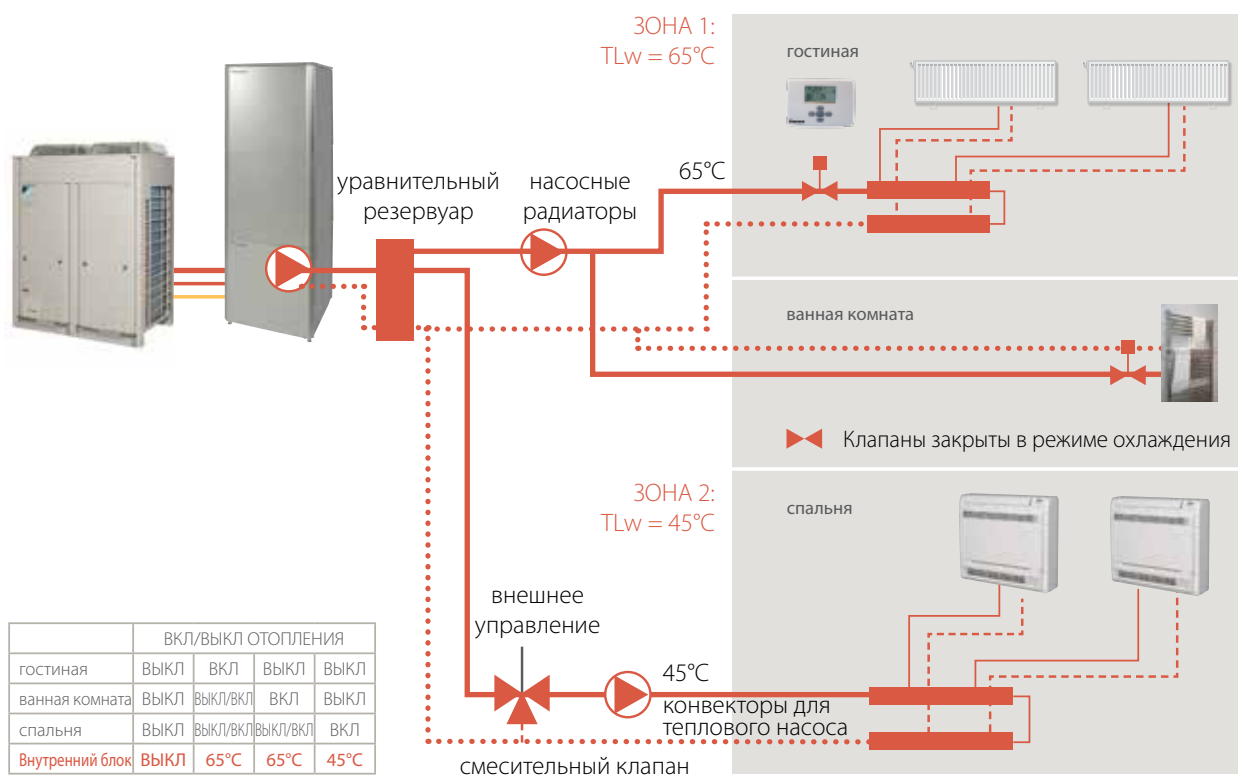 ЗОНА 1:
TLw = 65°C
гостиная
уравнительный
резервуар
насосные
радиаторы
65°C
ванная комната
Клапаны закрыты в режиме охлаждения
ЗОНА 2:
TLw = 45°C
спальня
внешнее
управление
45°C
конвекторы для
теплового насоса
смесительный клапан
ВКЛ/ВЫКЛ ОТОПЛЕНИЯ
гостиная ВЫКЛ ВКЛ ВЫКЛ ВЫКЛ
ванная комната ВЫКЛ ВЫКЛ/ВКЛ ВКЛ ВЫКЛ
спальня ВЫКЛ ВЫКЛ/ВКЛ ВЫКЛ/ВКЛ ВКЛ
Внутренний блок ВЫКЛ 65°C 65°C 45°C